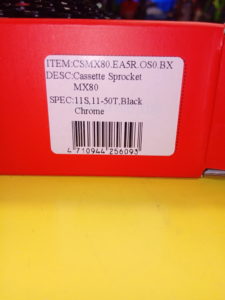 ITEM:CSMX80.EA5R.OS0.BX
DESC:Cassette Sprocket
MX80
SPEC:11S,11-50T,Black
Chrome
4 710944 256093